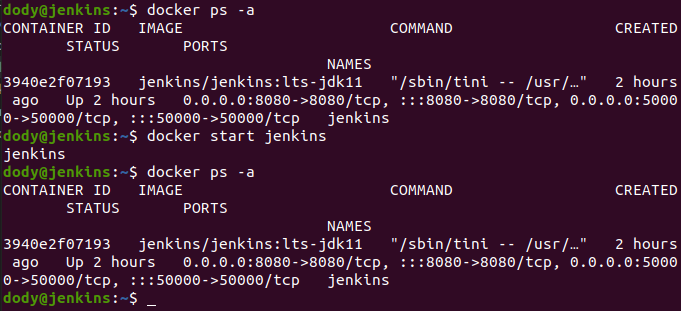 dody@jenkins:~$ docker ps -a
CONTAINER ID   IMAGE                       COMMAND                  CREATED
       STATUS       PORTS
                                       NAMES
3940e2f07193   jenkins/jenkins:lts-jdk11   "/sbin/tini -- /usr/…"   2 hours
 ago   Up 2 hours   0.0.0.0:8080->8080/tcp, :::8080->8080/tcp, 0.0.0.0:5000
0->50000/tcp, :::50000->50000/tcp   jenkins
dody@jenkins:~$ docker start jenkins
jenkins
dody@jenkins:~$ docker ps -a
CONTAINER ID   IMAGE                       COMMAND                  CREATED
       STATUS       PORTS
                                       NAMES
3940e2f07193   jenkins/jenkins:lts-jdk11   "/sbin/tini -- /usr/…"   2 hours
 ago   Up 2 hours   0.0.0.0:8080->8080/tcp, :::8080->8080/tcp, 0.0.0.0:5000
0->50000/tcp, :::50000->50000/tcp   jenkins
dody@jenkins:~$ _